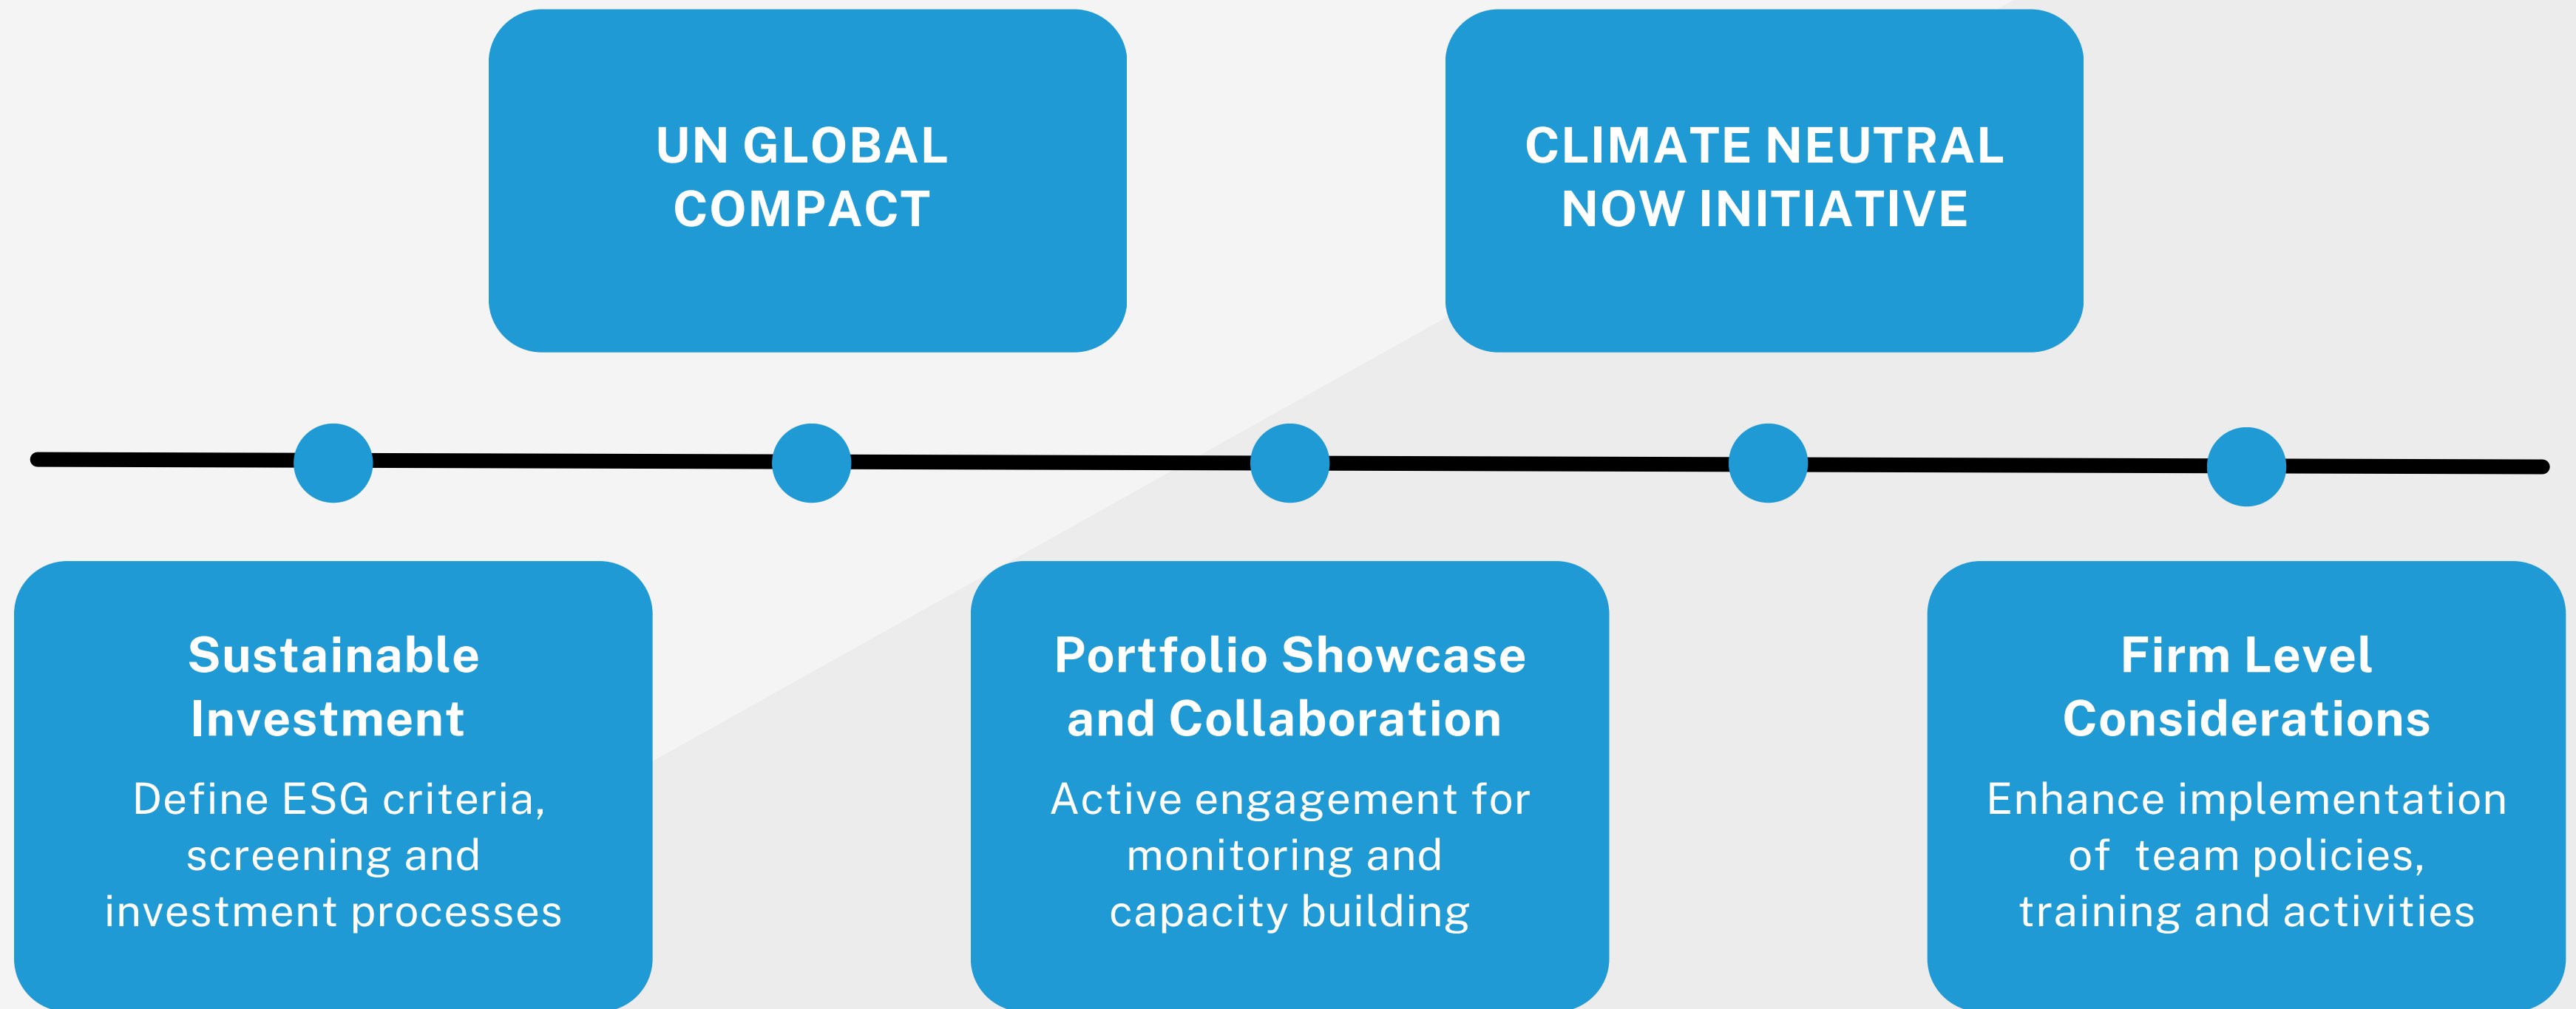 UN GLOBAL
COMPACT
CLIMATE NEUTRAL
NOW INITIATIVE
Sustainable
Investment
Define ESG criteria,
screening and
investment processes
Portfolio Showcase
and Collaboration
Active engagement for
monitoring and
capacity building
Firm Level
Considerations
Enhance implementation
of  team policies,
training and activities